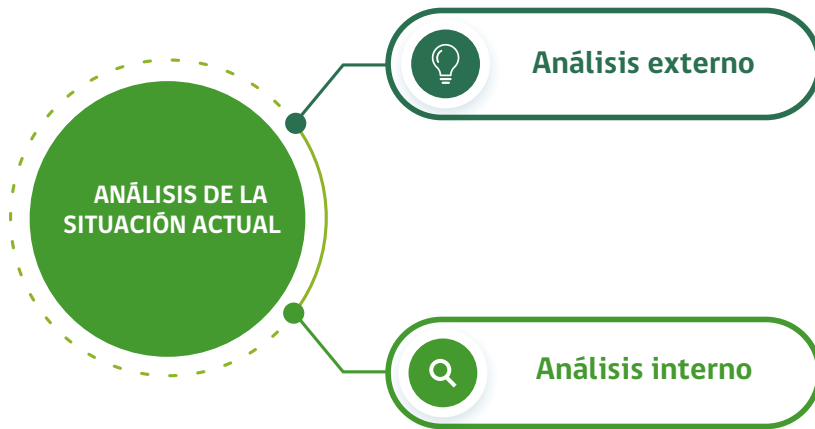 ANÁLISIS DE LA
SITUACIÓN ACTUAL
Análisis externo
Análisis interno